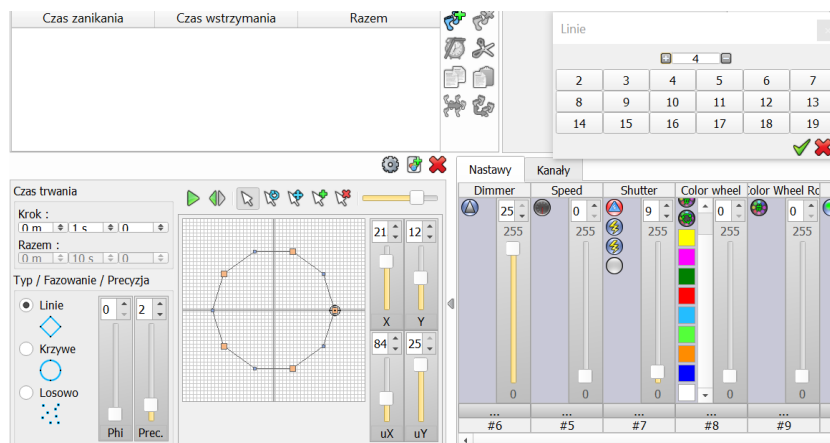 Czas zanikania Czas wstrzymania Razem
Linie
4
2 3 4 5 6 7
8 9 10 11 12 13
14 15 16 17 18 19
Nastawy Kanały
Czas trwania
Krok :
0 m 1 s 0
Razem :
0 m 10 s 0
Typ / Fazowanie / Precyzja
Linie
Krzywe
Losowo
0 2
Phi Prec.
21 12
X Y
84 25
uX uY
Dimmer Speed Shutter Color wheel Color Wheel Ro
25 0 9 0 0
255 255 255 255 255
0 0 0 0 0
... ... ... ... ...
#6 #5 #7 #8 #9